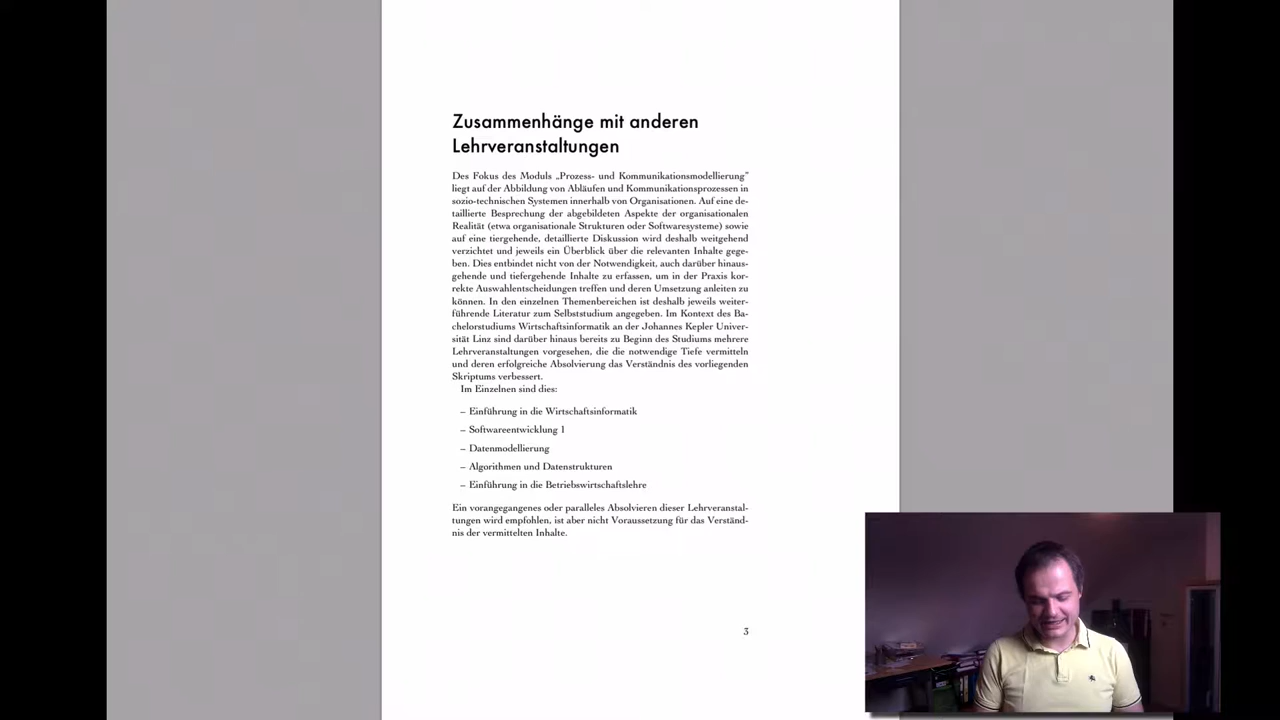 Zusammenhänge mit anderen
Lehrveranstaltungen
Des Fokus des Moduls „Prozess- und Kommunikationsmodellierung“
liegt auf der Abbildung von Abläufen und Kommunikationsprozessen in
sozio-technischen Systemen innerhalb von Organisationen. Auf eine de-
taillierte Besprechung der abgebildeten Aspekte der organisationalen
Realität (etwa organisationale Strukturen oder Softwaresysteme) sowie
auf eine tiergehende, detaillierte Diskussion wird deshalb weitgehend
verzichtet und jeweils ein Überblick über die relevanten Inhalte gege-
ben. Dies entbindet nicht von der Notwendigkeit, auch darüber hinaus-
gehende und tiefergehende Inhalte zu erfassen, um in der Praxis kor-
rekte Auswahlentscheidungen treffen und deren Umsetzung anleiten zu
können. In den einzelnen Themenbereichen ist deshalb jeweils weiter-
führende Literatur zum Selbststudium angegeben. Im Kontext des Ba-
chelorstudiums Wirtschaftsinformatik an der Johannes Kepler Univer-
sität Linz sind darüber hinaus bereits zu Beginn des Studiums mehrere
Lehrveranstaltungen vorgesehen, die die notwendige Tiefe vermitteln
und deren erfolgreiche Absolvierung das Verständnis des vorliegenden
Skriptums verbessert.
Im Einzelnen sind dies:
– Einführung in die Wirtschaftsinformatik
– Softwareentwicklung 1
– Datenmodellierung
– Algorithmen und Datenstrukturen
– Einführung in die Betriebswirtschaftslehre
Ein vorangegangenes oder paralleles Absolvieren dieser Lehrveranstal-
tungen wird empfohlen, ist aber nicht Voraussetzung für das Verständ-
nis der vermittelten Inhalte.
3